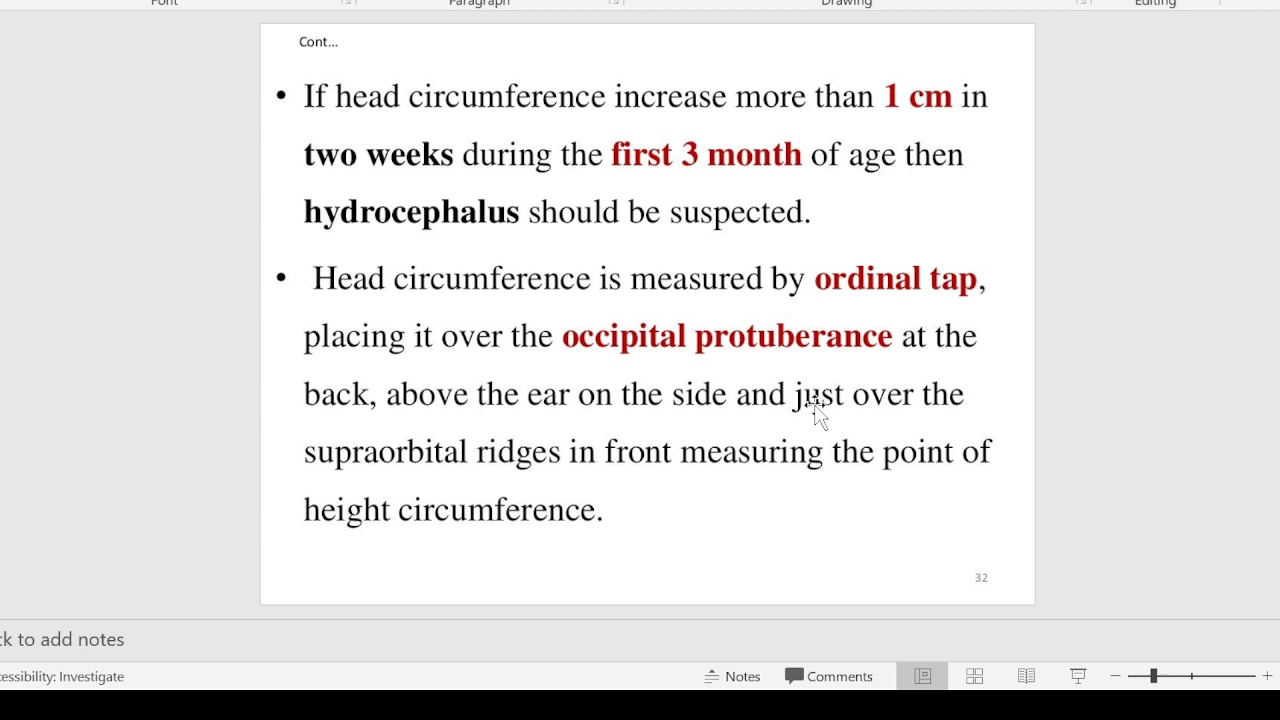 Font Paragraph Drawing Editing
Cont...
• If head circumference increase more than 1 cm in
two weeks during the first 3 month of age then
hydrocephalus should be suspected.
• Head circumference is measured by ordinal tap,
placing it over the occipital protuberance at the
back, above the ear on the side and just over the
supraorbital ridges in front measuring the point of
height circumference.
32
ck to add notes
cessibility: Investigate Notes Comments